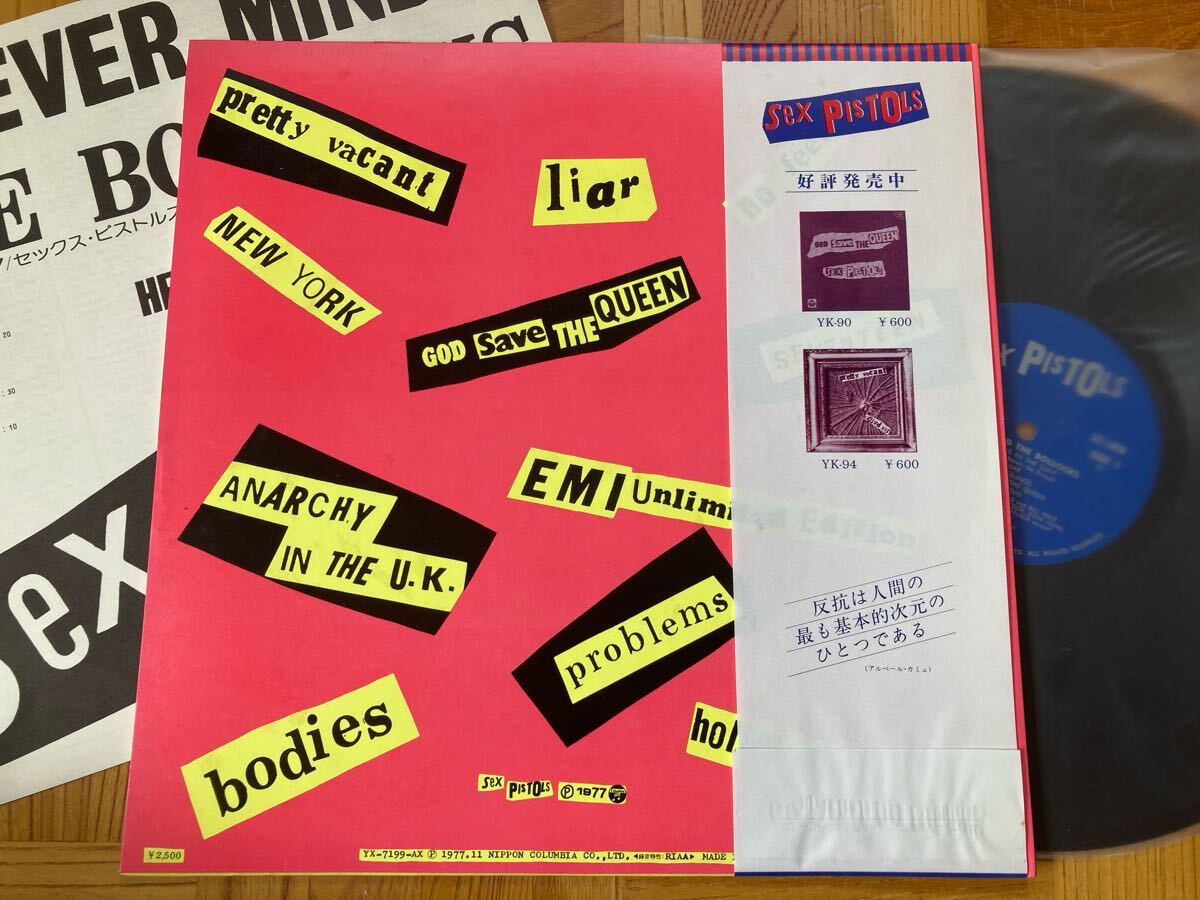 EVER MIND
E BO
/セックス・ピストルズ
HE
: 20
: 30
: 10
sex
pretty vacant
liar
NEW YORK
GOD Save THE QUEEN
ANARCHY
IN THE U.K.
EMI Unlim
problems
bodies
hol
Sex PISTOLS ℗ 1977
¥2,500
YX-7199-AX ℗ 1977.11 NIPPON COLUMBIA CO.,LTD. ◀録音特性:RIAA▶ MADE
Sex PISTOLS
好評発売中
GOD Save THE QUEEN
Sex PISTOLS
YK-90 ¥600
pretty vacant
YK-94 ¥600
反抗は人間の
最も基本的次元の
ひとつである
(アルベール・カミュ)
X PISTOLS
THE BOLLOCKS